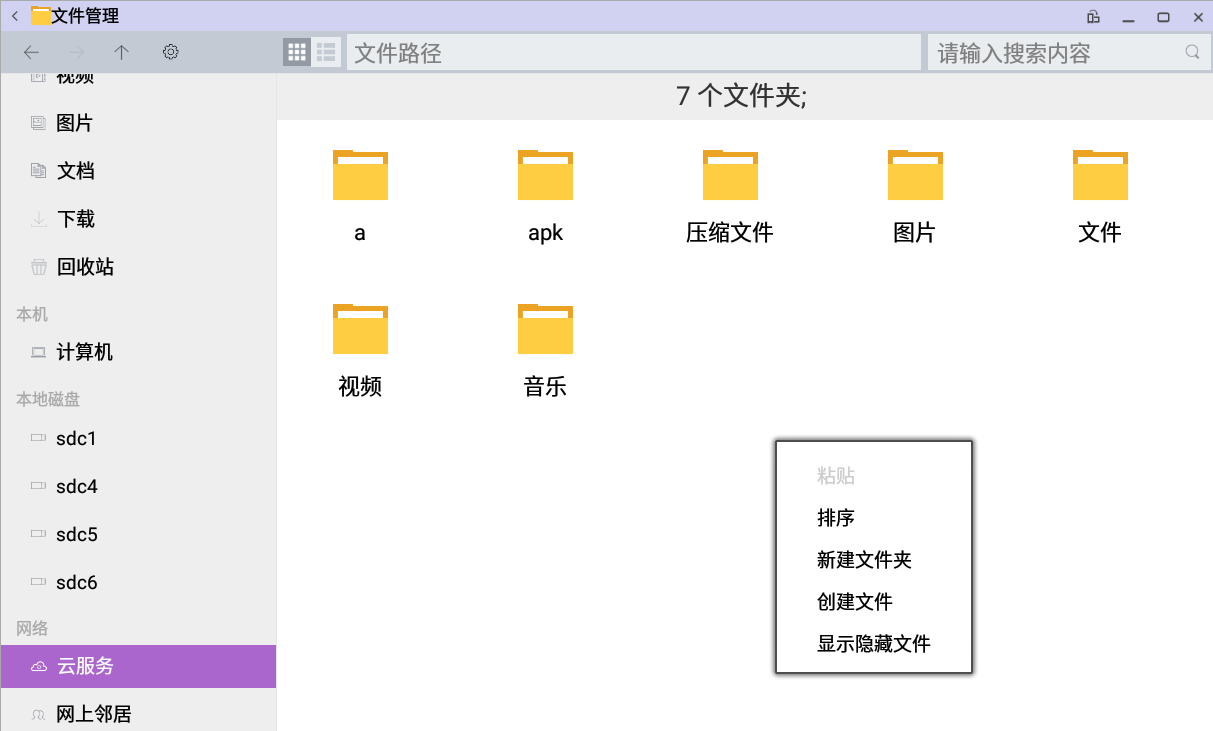 文件管理
文件路径
请输入搜索内容
视频
图片
文档
下载
回收站
本机
计算机
本地磁盘
sdc1
sdc4
sdc5
sdc6
网络
云服务
网上邻居
7 个文件夹;
a
apk
压缩文件
图片
文件
视频
音乐
粘贴
排序
新建文件夹
创建文件
显示隐藏文件